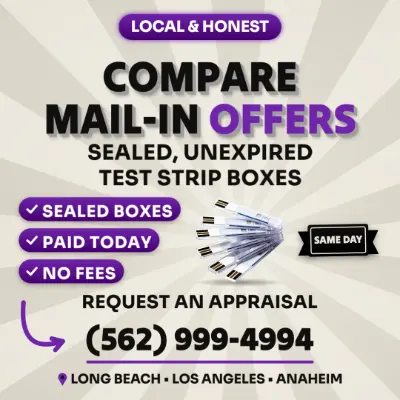 LOCAL & HONEST
COMPARE
MAIL-IN OFFERS
SEALED, UNEXPIRED
TEST STRIP BOXES
✓ SEALED BOXES
✓ PAID TODAY
✓ NO FEES
SAME DAY
REQUEST AN APPRAISAL
(562) 999-4994
LONG BEACH • LOS ANGELES • ANAHEIM